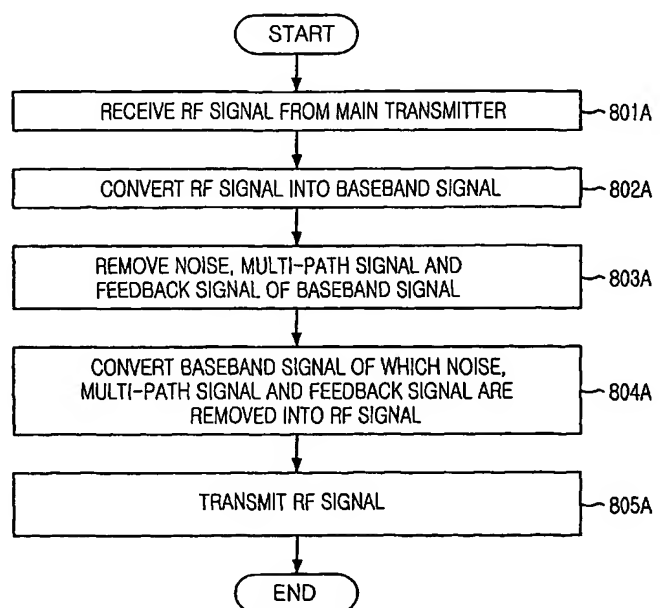 START
RECEIVE RF SIGNAL FROM MAIN TRANSMITTER
801A
CONVERT RF SIGNAL INTO BASEBAND SIGNAL
802A
REMOVE NOISE, MULTI-PATH SIGNAL AND
FEEDBACK SIGNAL OF BASEBAND SIGNAL
803A
CONVERT BASEBAND SIGNAL OF WHICH NOISE,
MULTI-PATH SIGNAL AND FEEDBACK SIGNAL ARE
REMOVED INTO RF SIGNAL
804A
TRANSMIT RF SIGNAL
805A
END